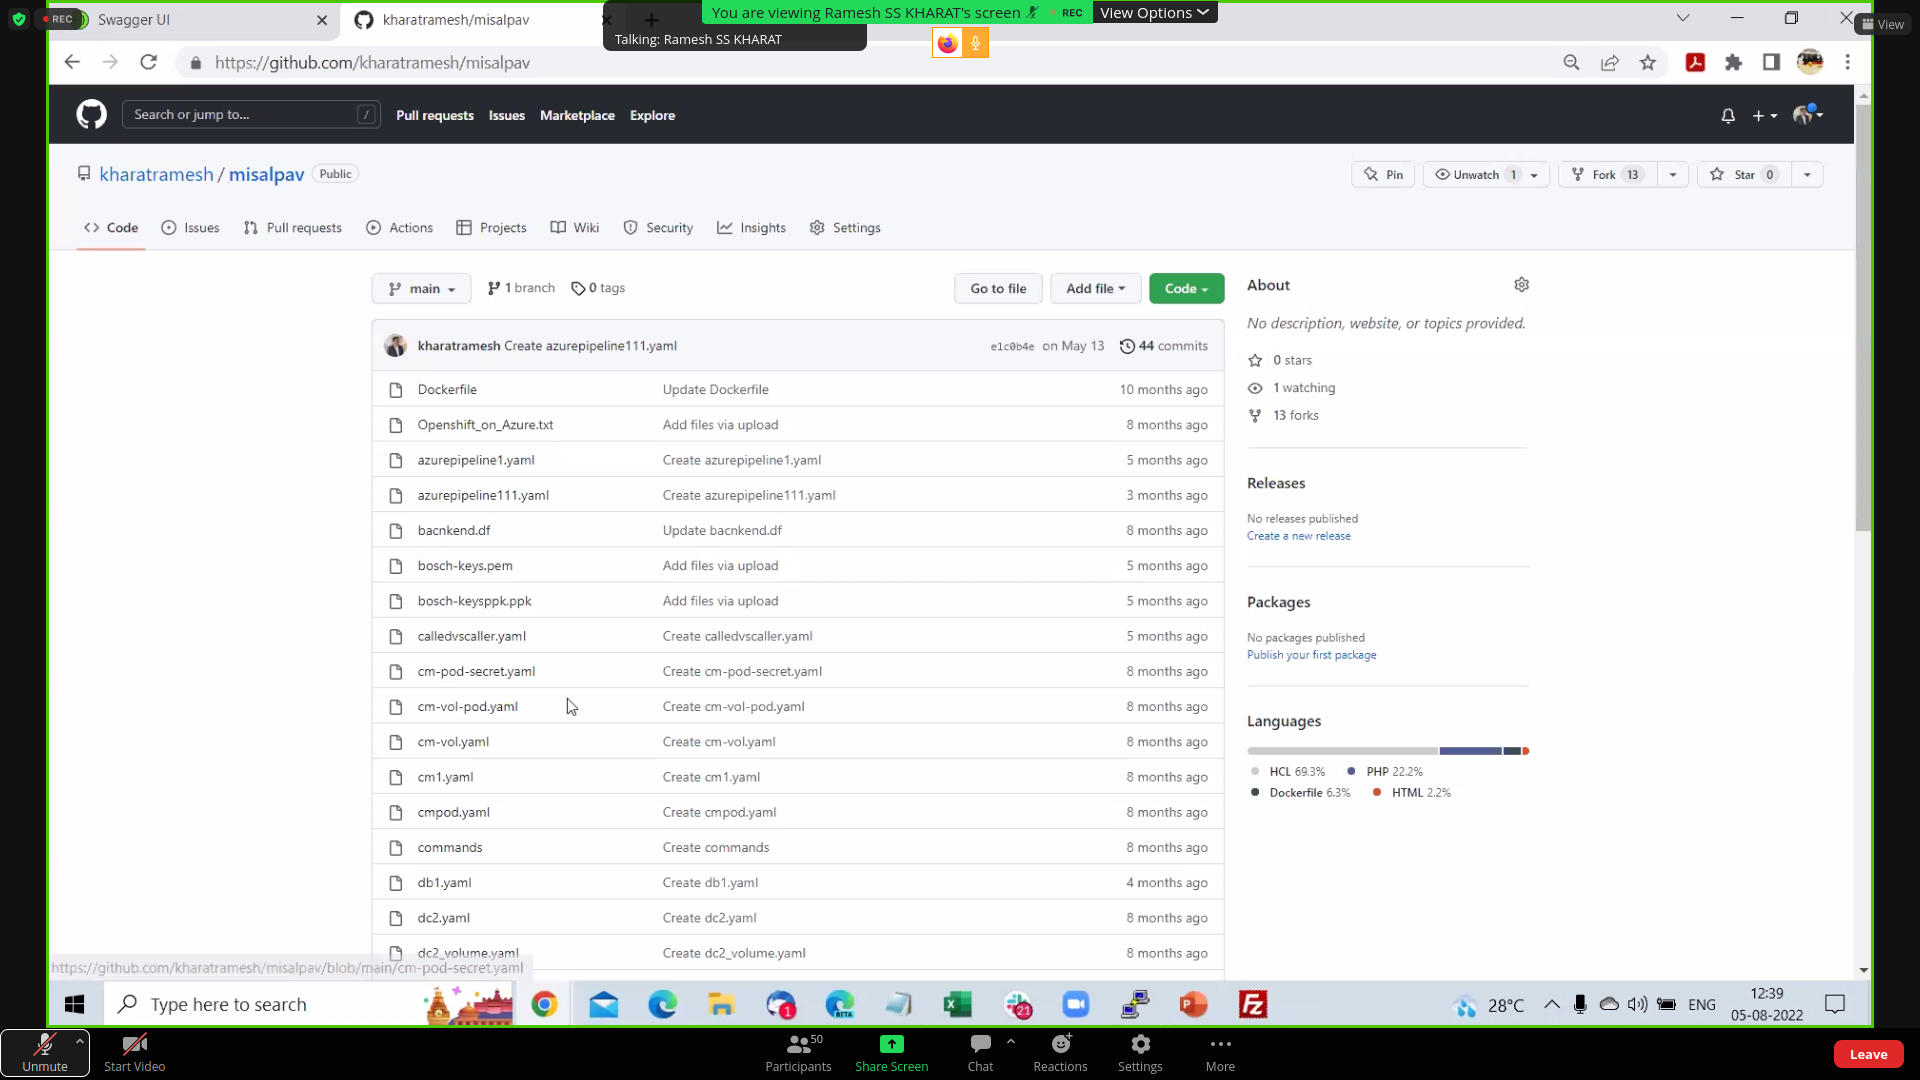 REC
Swagger UI
kharatramesh/misalpav
You are viewing Ramesh SS KHARAT's screen
REC
View Options
View
Talking: Ramesh SS KHARAT
https://github.com/kharatramesh/misalpav
Search or jump to...
/
Pull requests
Issues
Marketplace
Explore
kharatramesh / misalpav
Public
Pin
Unwatch 1
Fork 13
Star 0
Code
Issues
Pull requests
Actions
Projects
Wiki
Security
Insights
Settings
main
1 branch
0 tags
Go to file
Add file
Code
kharatramesh Create azurepipeline111.yaml
e1c0b4e on May 13
44 commits
Dockerfile Update Dockerfile 10 months ago
Openshift_on_Azure.txt Add files via upload 8 months ago
azurepipeline1.yaml Create azurepipeline1.yaml 5 months ago
azurepipeline111.yaml Create azurepipeline111.yaml 3 months ago
bacnkend.df Update bacnkend.df 8 months ago
bosch-keys.pem Add files via upload 5 months ago
bosch-keysppk.ppk Add files via upload 5 months ago
calledvscaller.yaml Create calledvscaller.yaml 5 months ago
cm-pod-secret.yaml Create cm-pod-secret.yaml 8 months ago
cm-vol-pod.yaml Create cm-vol-pod.yaml 8 months ago
cm-vol.yaml Create cm-vol.yaml 8 months ago
cm1.yaml Create cm1.yaml 8 months ago
cmpod.yaml Create cmpod.yaml 8 months ago
commands Create commands 8 months ago
db1.yaml Create db1.yaml 4 months ago
dc2.yaml Create dc2.yaml 8 months ago
dc2_volume.yaml Create dc2_volume.yaml 8 months ago
About
No description, website, or topics provided.
0 stars
1 watching
13 forks
Releases
No releases published
Create a new release
Packages
No packages published
Publish your first package
Languages
HCL 69.3% PHP 22.2%
Dockerfile 6.3% HTML 2.2%
https://github.com/kharatramesh/misalpav/blob/main/cm-pod-secret.yaml
Type here to search
1
BETA
21
28°C
ENG
12:39
05-08-2022
Unmute
Start Video
50
Participants
Share Screen
Chat
Reactions
Settings
More
Leave